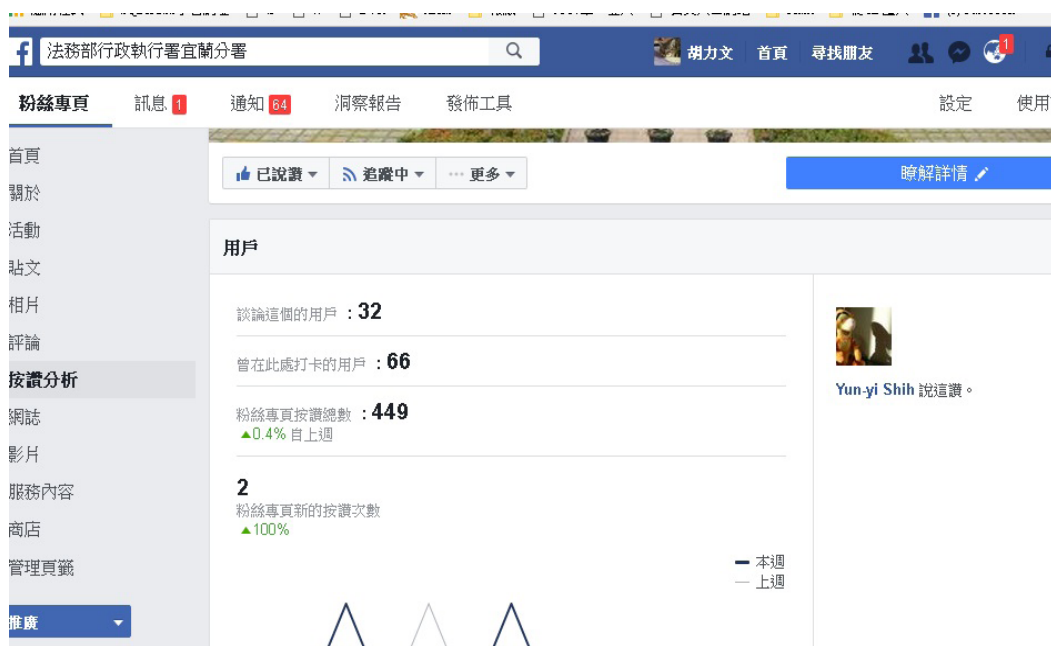 法務部行政執行署宜蘭分署
胡力文 首頁 尋找朋友 1
粉絲專頁 訊息 1 通知 64 洞察報告 發佈工具 設定 使用
首頁
關於
活動
貼文
相片
評論
按讚分析
網誌
影片
服務內容
商店
管理頁籤
推廣
已說讚 追蹤中 ... 更多
瞭解詳情
用戶
談論這個的用戶 :32
曾在此處打卡的用戶 :66
粉絲專頁按讚總數 :449
▲0.4% 自上週
2
粉絲專頁新的按讚次數
▲100%
本週
上週
Yun-yi Shih 說這讚。